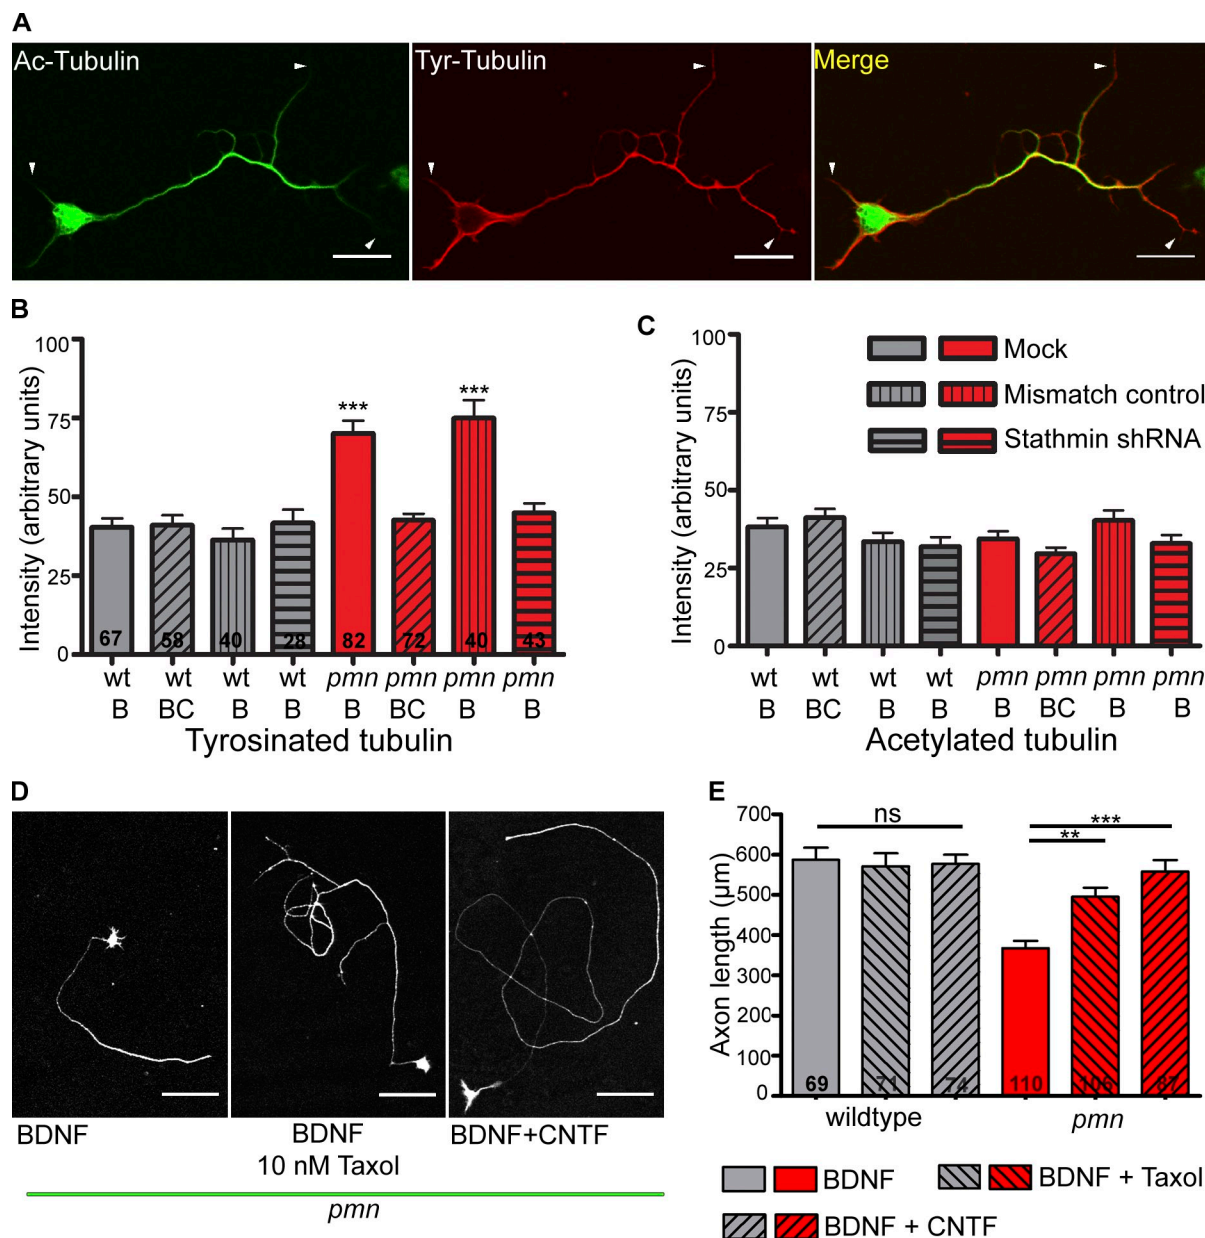 A
Ac-Tubulin
Tyr-Tubulin
Merge
B
Intensity (arbitrary units)
100
75
50
25
0
***
***
67
58
40
28
82
72
40
43
wt wt wt wt pmn pmn pmn pmn
B BC B B B BC B B
Tyrosinated tubulin
C
Intensity (arbitrary units)
100
75
50
25
0
Mock
Mismatch control
Stathmin shRNA
wt wt wt wt pmn pmn pmn pmn
B BC B B B BC B B
Acetylated tubulin
D
BDNF
BDNF
10 nM Taxol
BDNF+CNTF
pmn
E
Axon length (µm)
700
600
500
400
300
200
100
0
ns
***
**
69
71
74
110
106
87
wildtype
pmn
BDNF
BDNF + Taxol
BDNF + CNTF